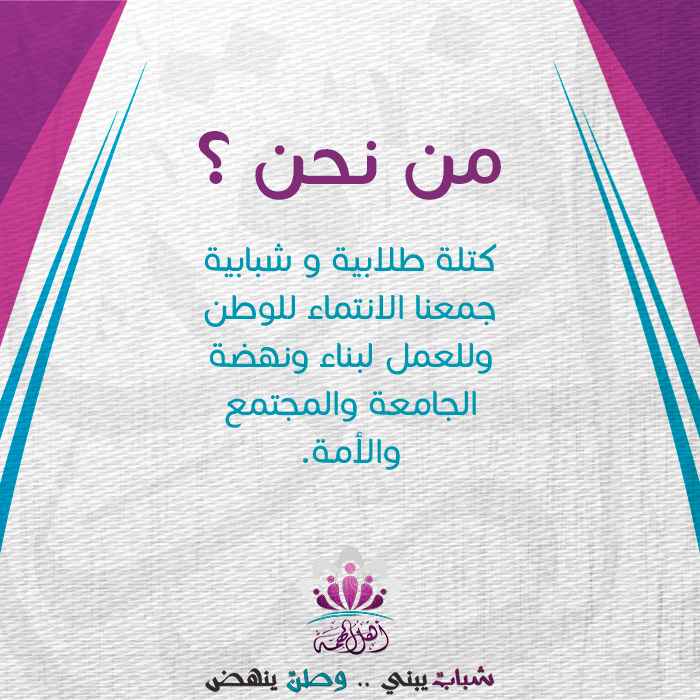 من نحن ؟
كتلة طلابية و شبابية
جمعنا الانتماء للوطن
وللعمل لبناء ونهضة
الجامعة والمجتمع
والأمة.
أهل الهمة
شباب يبني .. وطن ينهض